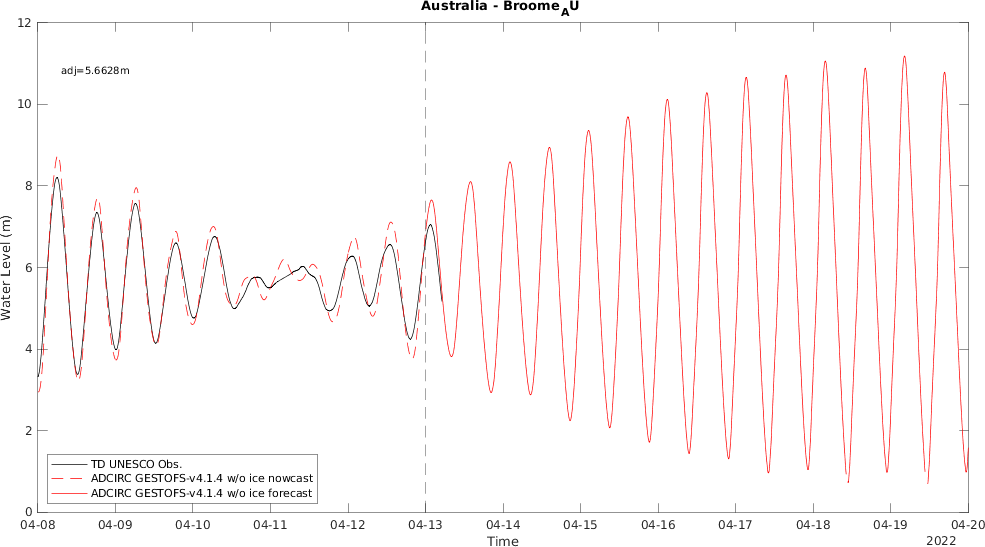 Australia - Broome_AU
12
adj=5.6628m
10
8
6
4
2
0
Water Level (m)
TD UNESCO Obs.
ADCIRC GESTOFS-v4.1.4 w/o ice nowcast
ADCIRC GESTOFS-v4.1.4 w/o ice forecast
04-08 04-09 04-10 04-11 04-12 04-13 04-14 04-15 04-16 04-17 04-18 04-19 04-20
Time
2022